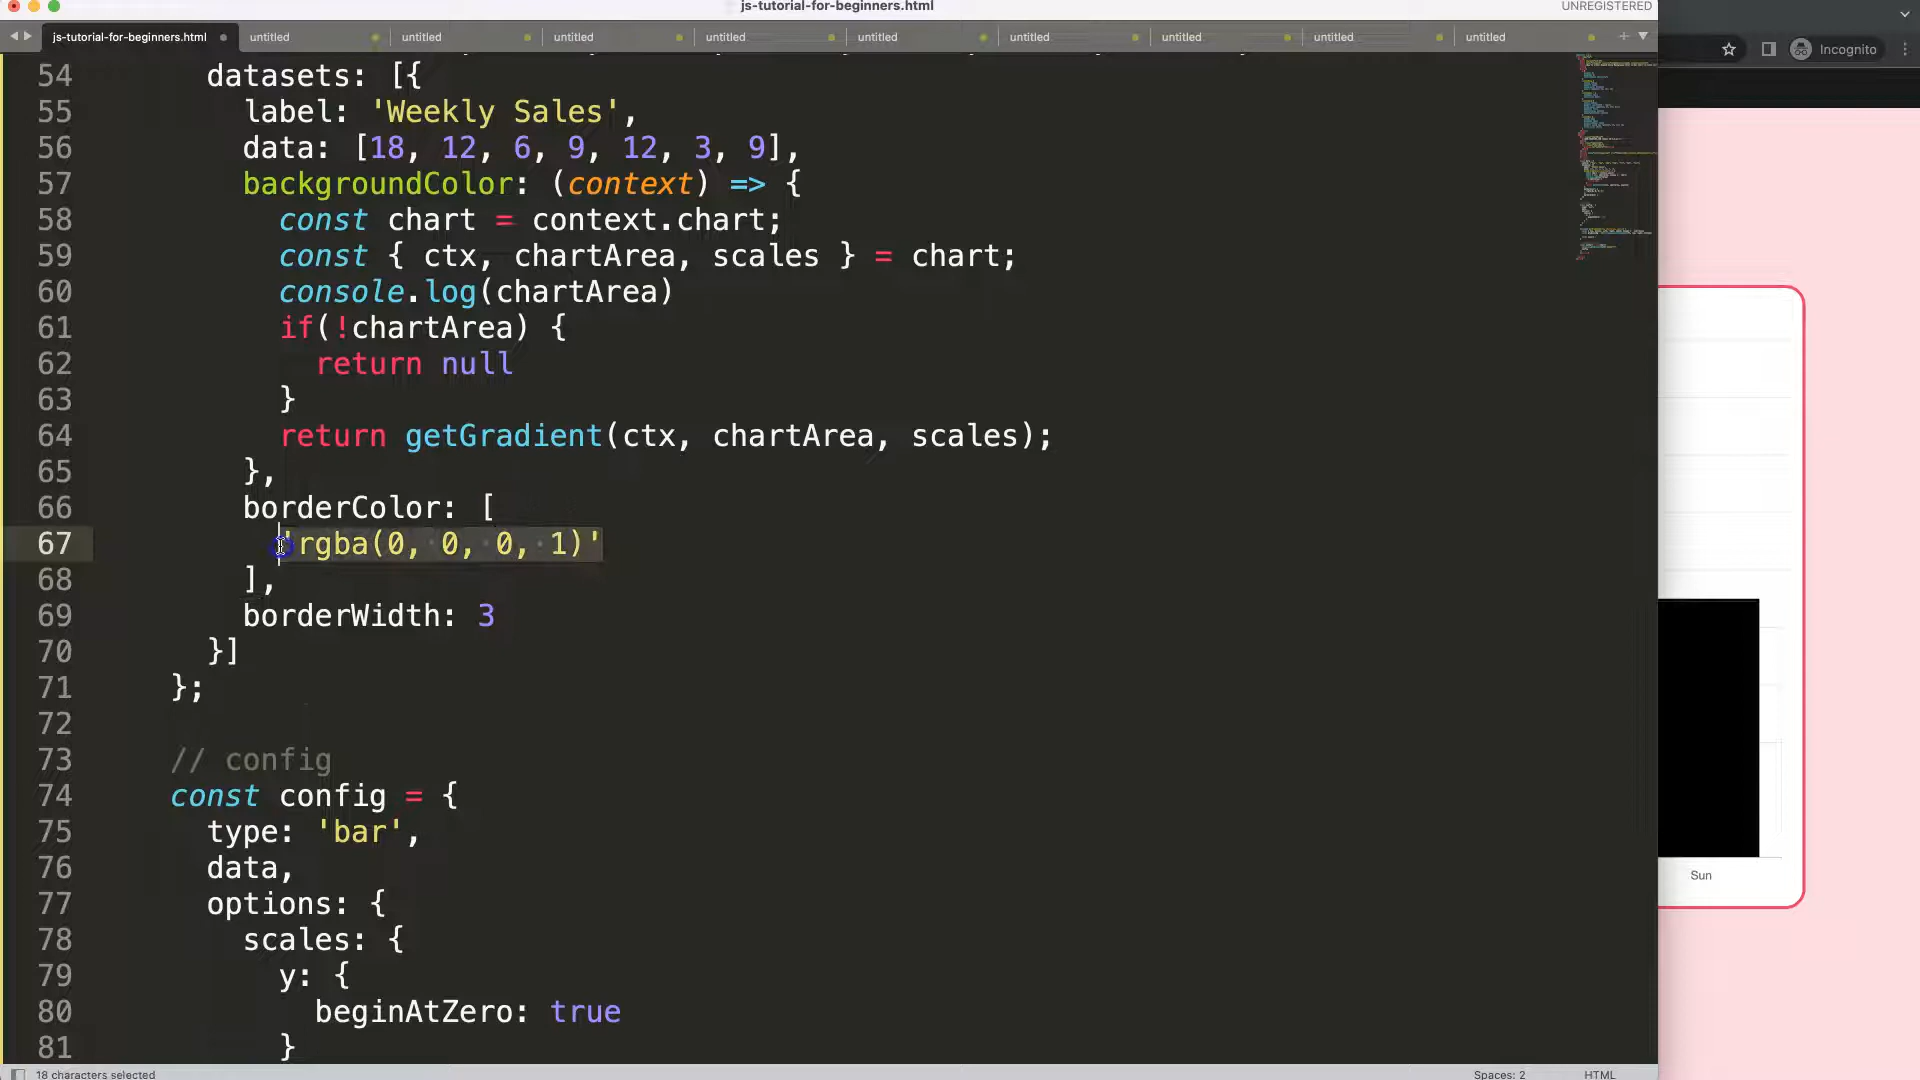 js-tutorial-for-beginners.html
UNREGISTERED
js-tutorial-for-beginners.html
untitled
untitled
untitled
untitled
untitled
untitled
untitled
untitled
untitled
Incognito
54 datasets: [{
55 label: 'Weekly Sales',
56 data: [18, 12, 6, 9, 12, 3, 9],
57 backgroundColor: (context) => {
58 const chart = context.chart;
59 const { ctx, chartArea, scales } = chart;
60 console.log(chartArea)
61 if(!chartArea) {
62 return null
63 }
64 return getGradient(ctx, chartArea, scales);
65 },
66 borderColor: [
67 'rgba(0, 0, 0, 1)'
68 ],
69 borderWidth: 3
70 }]
71 };
72
73 // config
74 const config = {
75 type: 'bar',
76 data,
77 options: {
78 scales: {
79 y: {
80 beginAtZero: true
81 }
Sun
18 characters selected
Spaces: 2
HTML